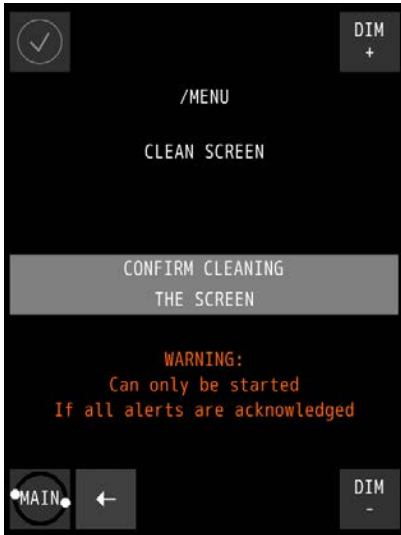 DIM
+
/MENU
CLEAN SCREEN
CONFIRM CLEANING
THE SCREEN
WARNING:
Can only be started
If all alerts are acknowledged
MAIN
←
DIM
-